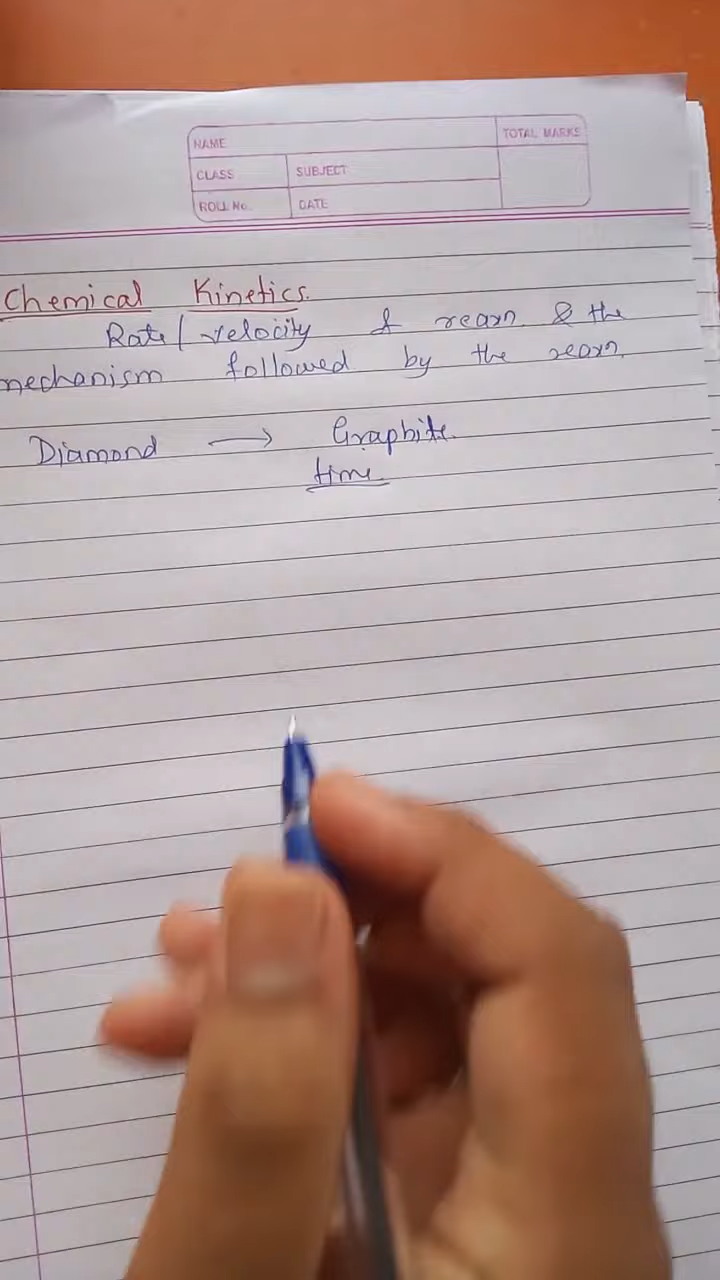 NAME
TOTAL MARKS
CLASS
SUBJECT
ROLL No.
DATE
Chemical Kinetics.
Rate / velocity of reaxn & the
mechanism followed by the reaxn.
Diamond → Graphite.
time